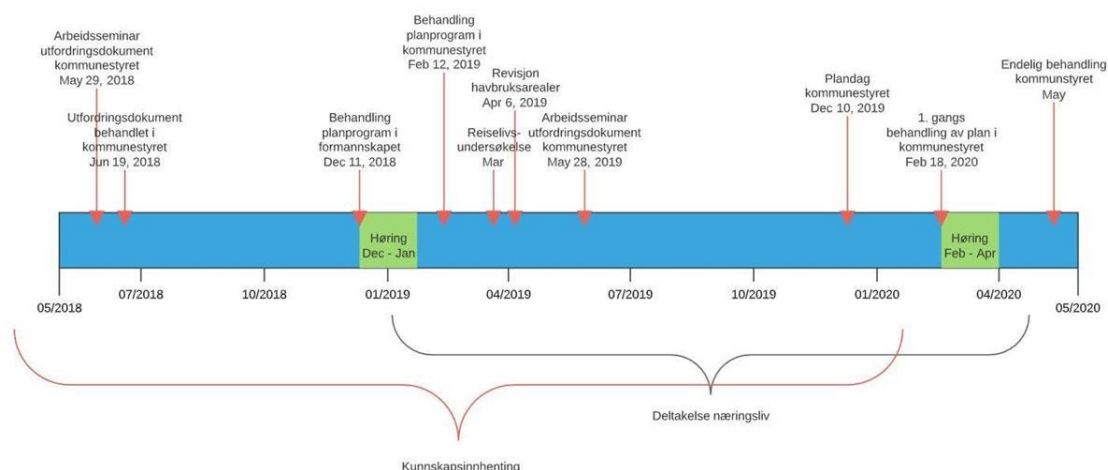 Arbeidsseminar
utfordringsdokument
kommunestyret
May 29, 2018
Utfordringsdokument
behandlet i
kommunestyret
Jun 19, 2018
Behandling
planprogram i
formannskapet
Dec 11, 2018
Behandling
planprogram i
kommunestyret
Feb 12, 2019
Reiselivs-
undersøkelse
Mar
Revisjon
havbruksarealer
Apr 6, 2019
Arbeidsseminar
utfordringsdokument
kommunestyret
May 28, 2019
Plandag
kommunestyret
Dec 10, 2019
1. gangs
behandling av plan i
kommunestyret
Feb 18, 2020
Endelig behandling
kommunstyret
May
Høring
Dec - Jan
Høring
Feb - Apr
05/2018
07/2018
10/2018
01/2019
04/2019
07/2019
10/2019
01/2020
04/2020
05/2020
Deltakelse næringsliv
Kunnskapsinnhenting